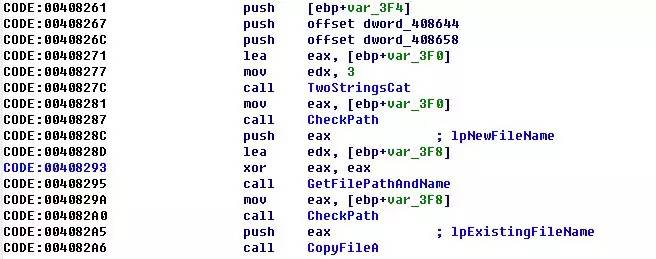 CODE:00408261 push [ebp+var_3F4]
CODE:00408267 push offset dword_408644
CODE:0040826C push offset dword_408658
CODE:00408271 lea eax, [ebp+var_3F0]
CODE:00408277 mov edx, 3
CODE:0040827C call TwoStringsCat
CODE:00408281 mov eax, [ebp+var_3F0]
CODE:00408287 call CheckPath
CODE:0040828C push eax ; lpNewFileName
CODE:0040828D lea edx, [ebp+var_3F8]
CODE:00408293 xor eax, eax
CODE:00408295 call GetFilePathAndName
CODE:0040829A mov eax, [ebp+var_3F8]
CODE:004082A0 call CheckPath
CODE:004082A5 push eax ; lpExistingFileName
CODE:004082A6 call CopyFileA